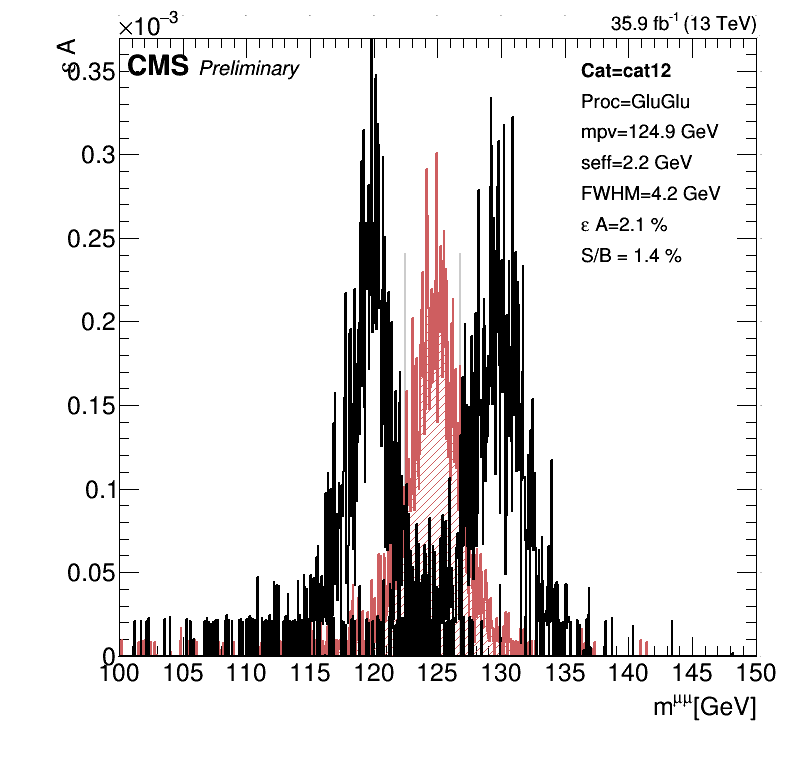 ×10⁻³
35.9 fb⁻¹ (13 TeV)
ε A
CMS Preliminary
Cat=cat12
Proc=GluGlu
mpv=124.9 GeV
seff=2.2 GeV
FWHM=4.2 GeV
ε A=2.1 %
S/B = 1.4 %
0.35
0.3
0.25
0.2
0.15
0.1
0.05
0
100 105 110 115 120 125 130 135 140 145 150
m^μμ[GeV]